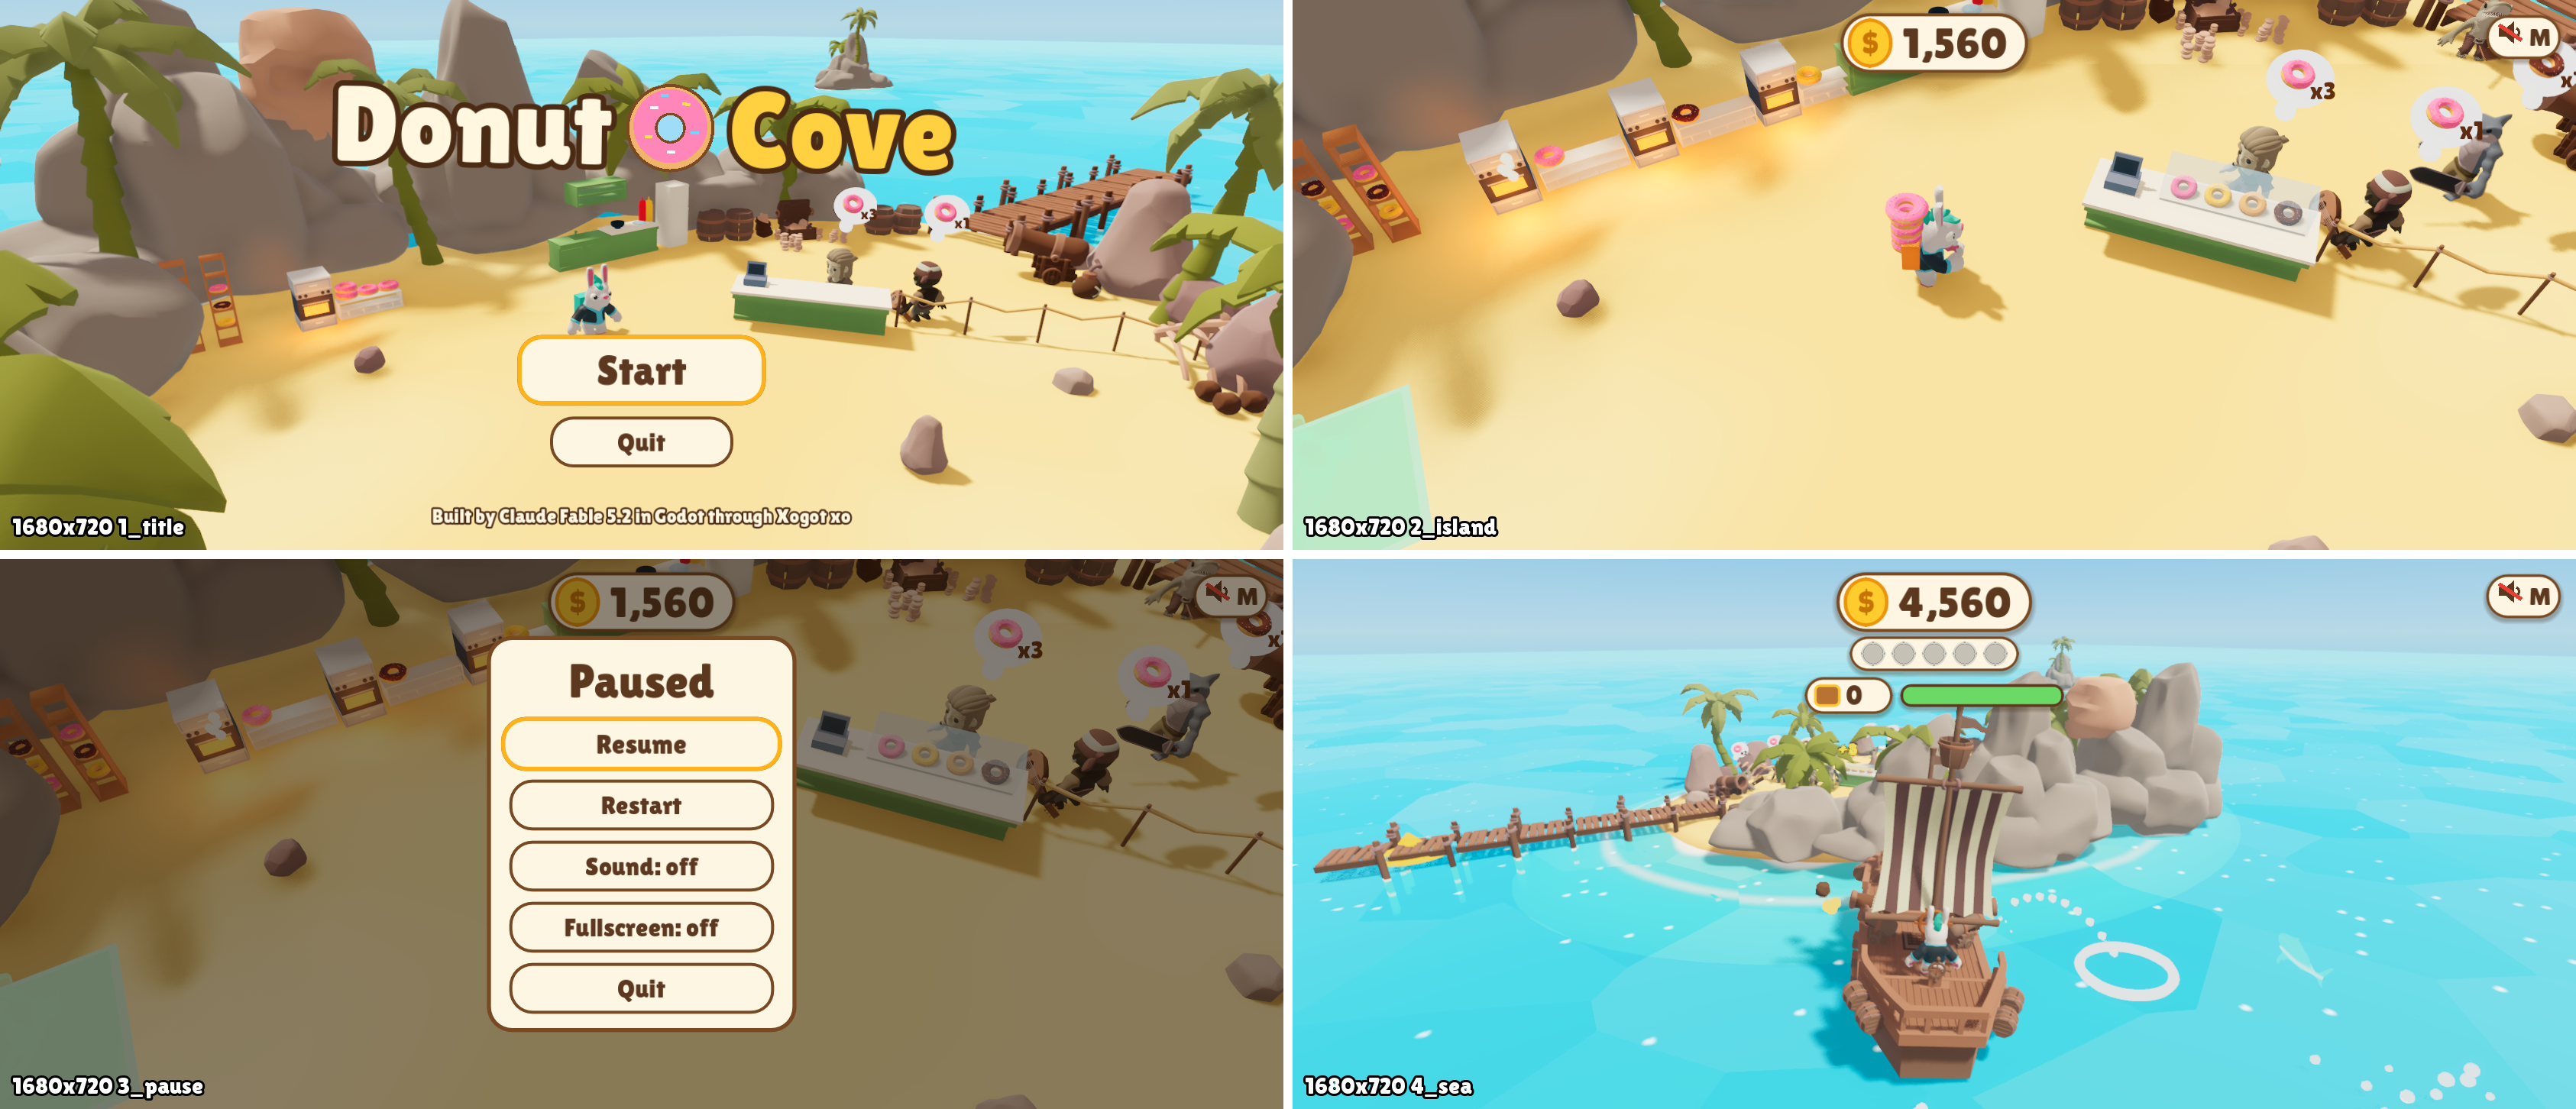 Donut Cove
x3
x1
Start
Quit
Built by Claude Fable 5.2 in Godot through Xogot xo
1680x720 1_title
$ 1,560
M
x3
x1
1680x720 2_island
$ 1,560
M
x3
x1
Paused
Resume
Restart
Sound: off
Fullscreen: off
Quit
1680x720 3_pause
$ 4,560
M
0
1680x720 4_sea